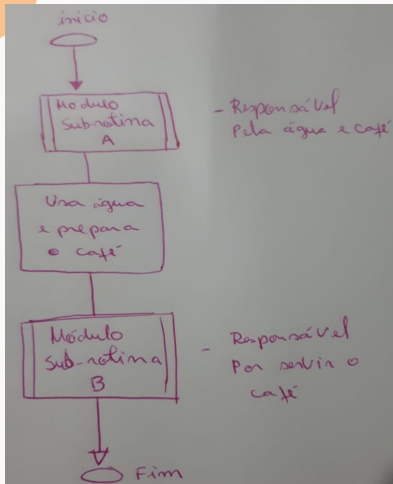 início
Módulo
Sub-rotina
A
- Responsável
Pela água e café
Usa água
e prepara
o café
Módulo
Sub-rotina
B
- Responsável
Por servir o
café
Fim